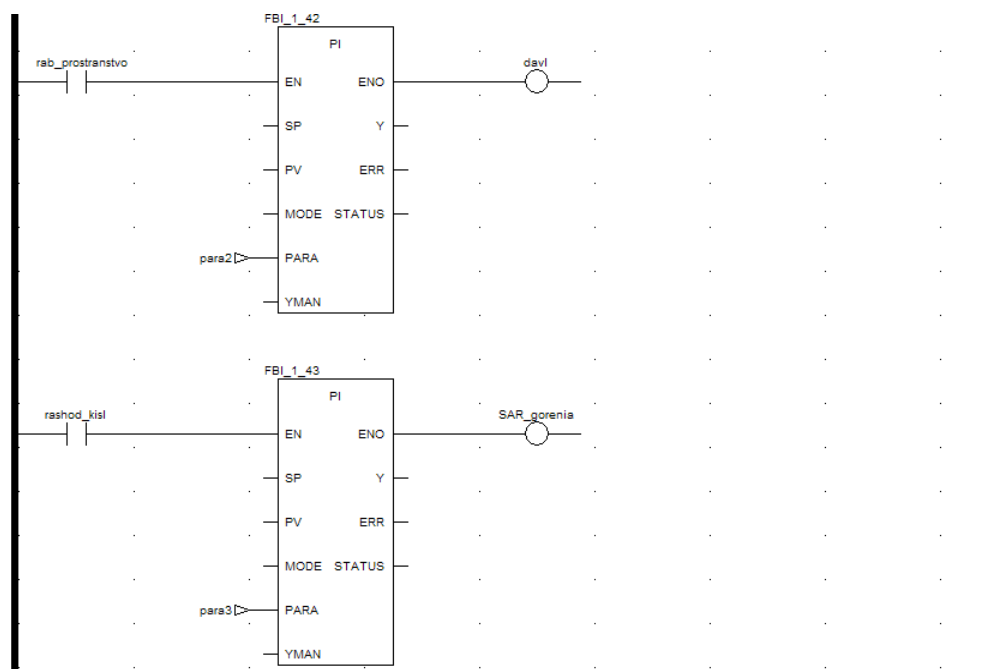 FBI_1_42
PI
rab_prostranstvo
davl
EN ENO
SP Y
PV ERR
MODE STATUS
para2 PARA
YMAN
FBI_1_43
PI
rashod_kisl
SAR_gorenia
EN ENO
SP Y
PV ERR
MODE STATUS
para3 PARA
YMAN